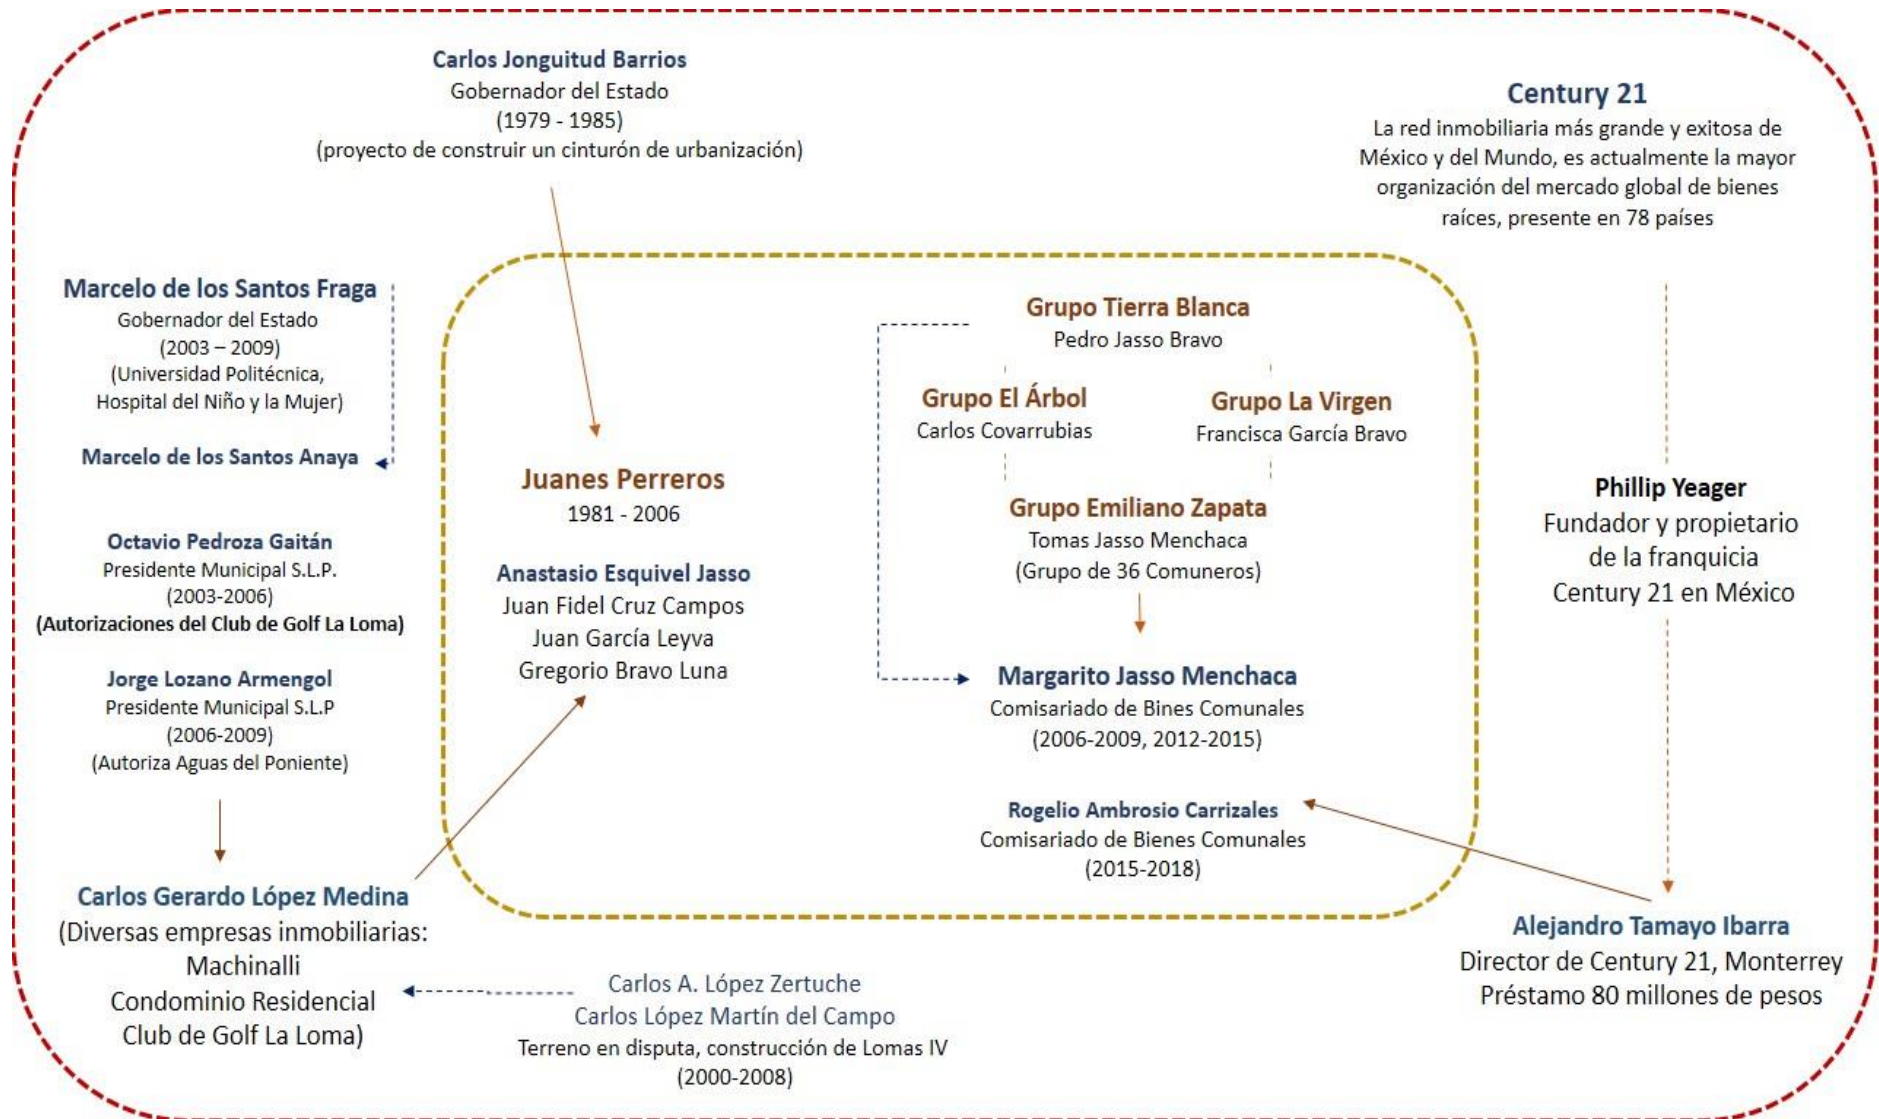 Carlos Jonguitud Barrios
Gobernador del Estado
(1979 - 1985)
(proyecto de construir un cinturón de urbanización)
Century 21
La red inmobiliaria más grande y exitosa de
México y del Mundo, es actualmente la mayor
organización del mercado global de bienes
raíces, presente en 78 países
Marcelo de los Santos Fraga
Gobernador del Estado
(2003 – 2009)
(Universidad Politécnica,
Hospital del Niño y la Mujer)
Marcelo de los Santos Anaya
Octavio Pedroza Gaitán
Presidente Municipal S.L.P.
(2003-2006)
(Autorizaciones del Club de Golf La Loma)
Jorge Lozano Armengol
Presidente Municipal S.L.P
(2006-2009)
(Autoriza Aguas del Poniente)
Carlos Gerardo López Medina
(Diversas empresas inmobiliarias:
Machinalli
Condominio Residencial
Club de Golf La Loma)
Juanes Perreros
1981 - 2006
Anastasio Esquivel Jasso
Juan Fidel Cruz Campos
Juan García Leyva
Gregorio Bravo Luna
Grupo Tierra Blanca
Pedro Jasso Bravo
Grupo El Árbol
Carlos Covarrubias
Grupo La Virgen
Francisca García Bravo
Grupo Emiliano Zapata
Tomas Jasso Menchaca
(Grupo de 36 Comuneros)
Margarito Jasso Menchaca
Comisariado de Bines Comunales
(2006-2009, 2012-2015)
Rogelio Ambrosio Carrizales
Comisariado de Bienes Comunales
(2015-2018)
Phillip Yeager
Fundador y propietario
de la franquicia
Century 21 en México
Alejandro Tamayo Ibarra
Director de Century 21, Monterrey
Préstamo 80 millones de pesos
Carlos A. López Zertuche
Carlos López Martín del Campo
Terreno en disputa, construcción de Lomas IV
(2000-2008)